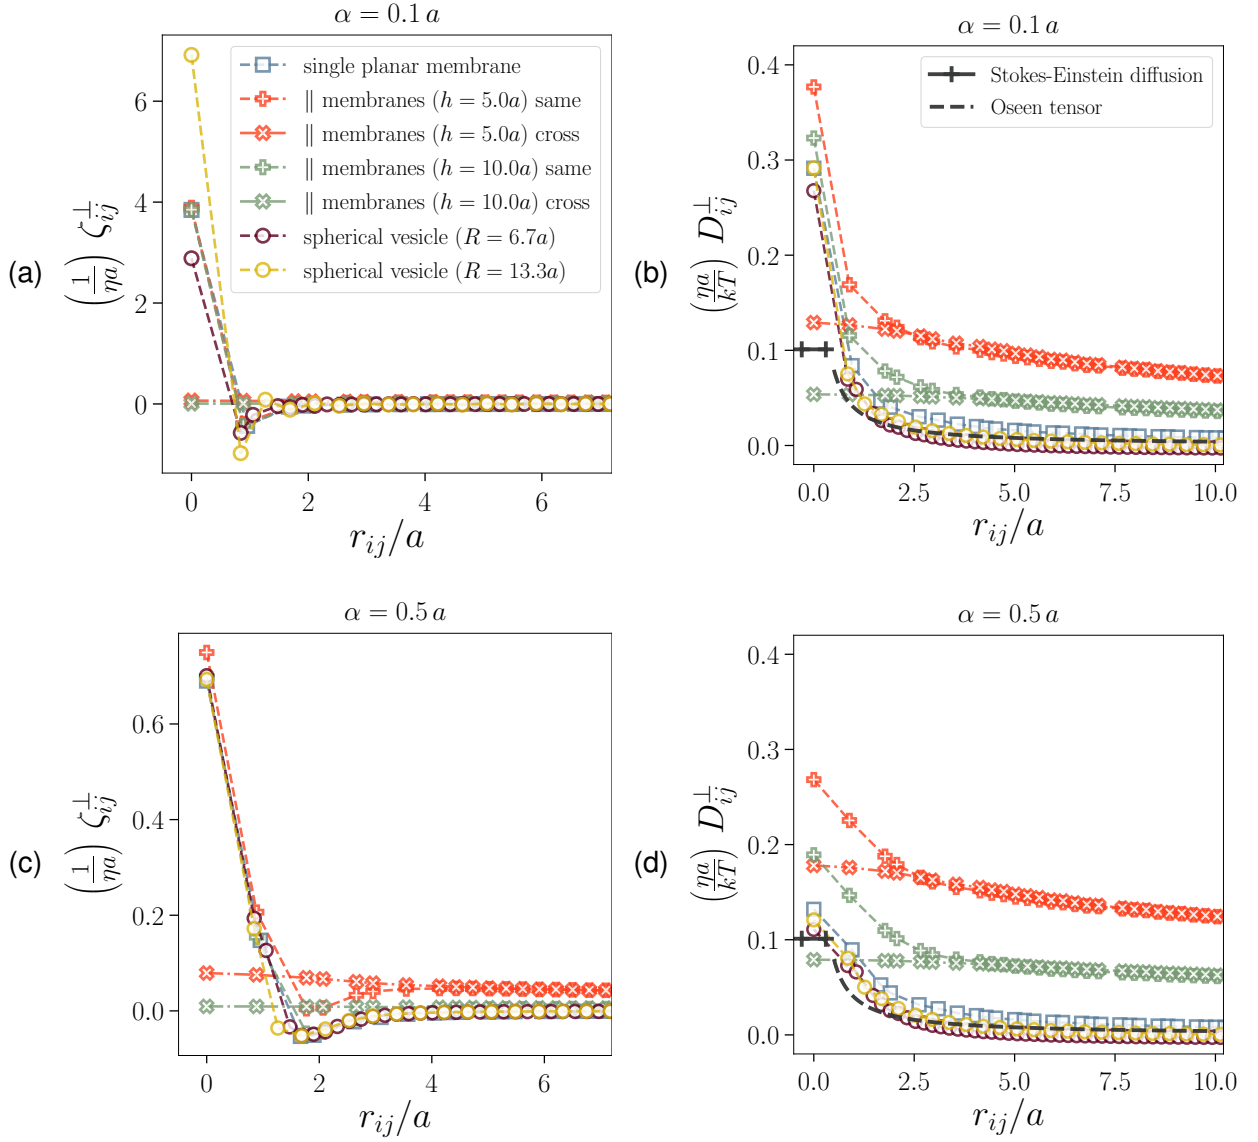 α = 0.1 a
(a)
(1/ηa) ζ⊥ij
6
4
2
0
single planar membrane
∥ membranes (h = 5.0a) same
∥ membranes (h = 5.0a) cross
∥ membranes (h = 10.0a) same
∥ membranes (h = 10.0a) cross
spherical vesicle (R = 6.7a)
spherical vesicle (R = 13.3a)
0 2 4 6
r_ij/a
α = 0.1 a
(b)
(ηa/kT) D⊥ij
0.4
0.3
0.2
0.1
0.0
Stokes-Einstein diffusion
Oseen tensor
0.0 2.5 5.0 7.5 10.0
r_ij/a
α = 0.5 a
(c)
(1/ηa) ζ⊥ij
0.6
0.4
0.2
0.0
0 2 4 6
r_ij/a
α = 0.5 a
(d)
(ηa/kT) D⊥ij
0.4
0.3
0.2
0.1
0.0
0.0 2.5 5.0 7.5 10.0
r_ij/a